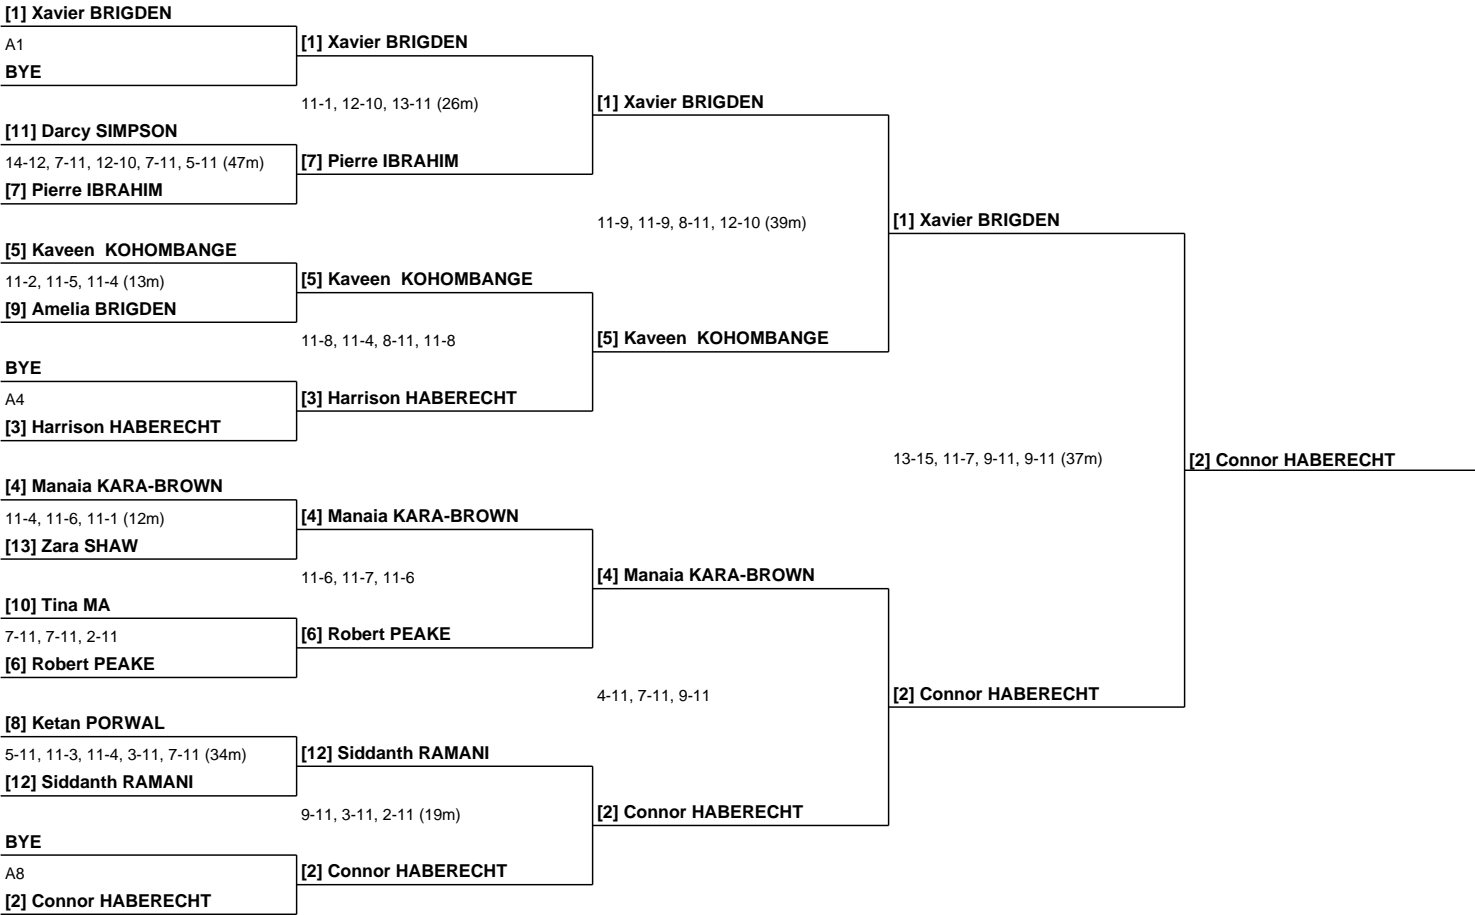 [1] Xavier BRIGDEN
A1
BYE
[11] Darcy SIMPSON
14-12, 7-11, 12-10, 7-11, 5-11 (47m)
[7] Pierre IBRAHIM
[5] Kaveen  KOHOMBANGE
11-2, 11-5, 11-4 (13m)
[9] Amelia BRIGDEN
BYE
A4
[3] Harrison HABERECHT
[4] Manaia KARA-BROWN
11-4, 11-6, 11-1 (12m)
[13] Zara SHAW
[10] Tina MA
7-11, 7-11, 2-11
[6] Robert PEAKE
[8] Ketan PORWAL
5-11, 11-3, 11-4, 3-11, 7-11 (34m)
[12] Siddanth RAMANI
BYE
A8
[2] Connor HABERECHT
[1] Xavier BRIGDEN
11-1, 12-10, 13-11 (26m)
[7] Pierre IBRAHIM
[5] Kaveen  KOHOMBANGE
11-8, 11-4, 8-11, 11-8
[3] Harrison HABERECHT
[4] Manaia KARA-BROWN
11-6, 11-7, 11-6
[6] Robert PEAKE
[12] Siddanth RAMANI
9-11, 3-11, 2-11 (19m)
[2] Connor HABERECHT
[1] Xavier BRIGDEN
11-9, 11-9, 8-11, 12-10 (39m)
[5] Kaveen  KOHOMBANGE
[4] Manaia KARA-BROWN
4-11, 7-11, 9-11
[2] Connor HABERECHT
[1] Xavier BRIGDEN
13-15, 11-7, 9-11, 9-11 (37m)
[2] Connor HABERECHT
[2] Connor HABERECHT